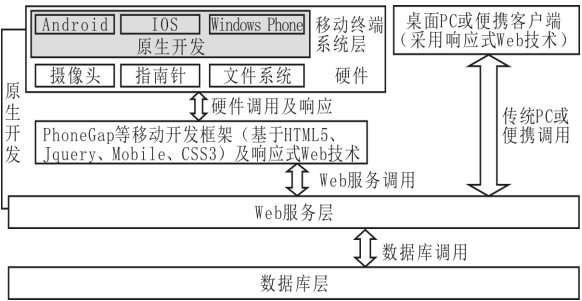 Android IOS Windows Phone
原生开发
移动终端
系统层
摄像头 指南针 文件系统 硬件
桌面PC或便携客户端
（采用响应式Web技术）
原生开发
硬件调用及响应
传统PC或
便携调用
PhoneGap等移动开发框架（基于HTML5、
Jquery、Mobile、CSS3）及响应式Web技术
Web服务调用
Web服务层
数据库调用
数据库层